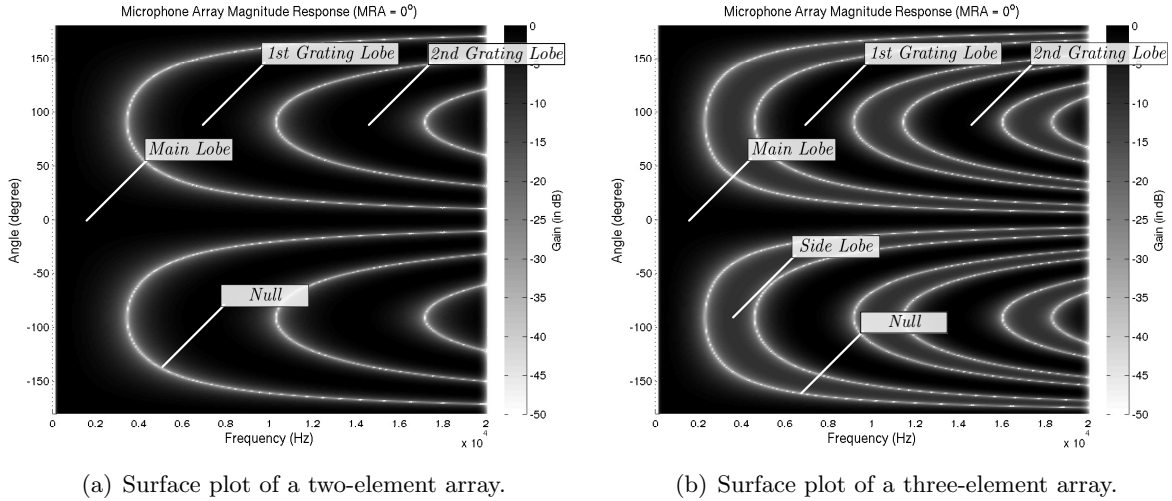 Microphone Array Magnitude Response (MRA = 0°)
1st Grating Lobe
2nd Grating Lobe
Main Lobe
Null
Angle (degree)
150
100
50
0
-50
-100
-150
0 0.2 0.4 0.6 0.8 1 1.2 1.4 1.6 1.8 2
x 10^4
Frequency (Hz)
0
-10
-15
-20
-25
-30
-35
-40
-45
-50
Gain (in dB)
(a) Surface plot of a two-element array.
Microphone Array Magnitude Response (MRA = 0°)
1st Grating Lobe
2nd Grating Lobe
Main Lobe
Side Lobe
Null
Angle (degree)
150
100
50
0
-50
-100
-150
0 0.2 0.4 0.6 0.8 1 1.2 1.4 1.6 1.8 2
x 10^4
Frequency (Hz)
0
-10
-15
-20
-25
-30
-35
-40
-45
-50
Gain (in dB)
(b) Surface plot of a three-element array.